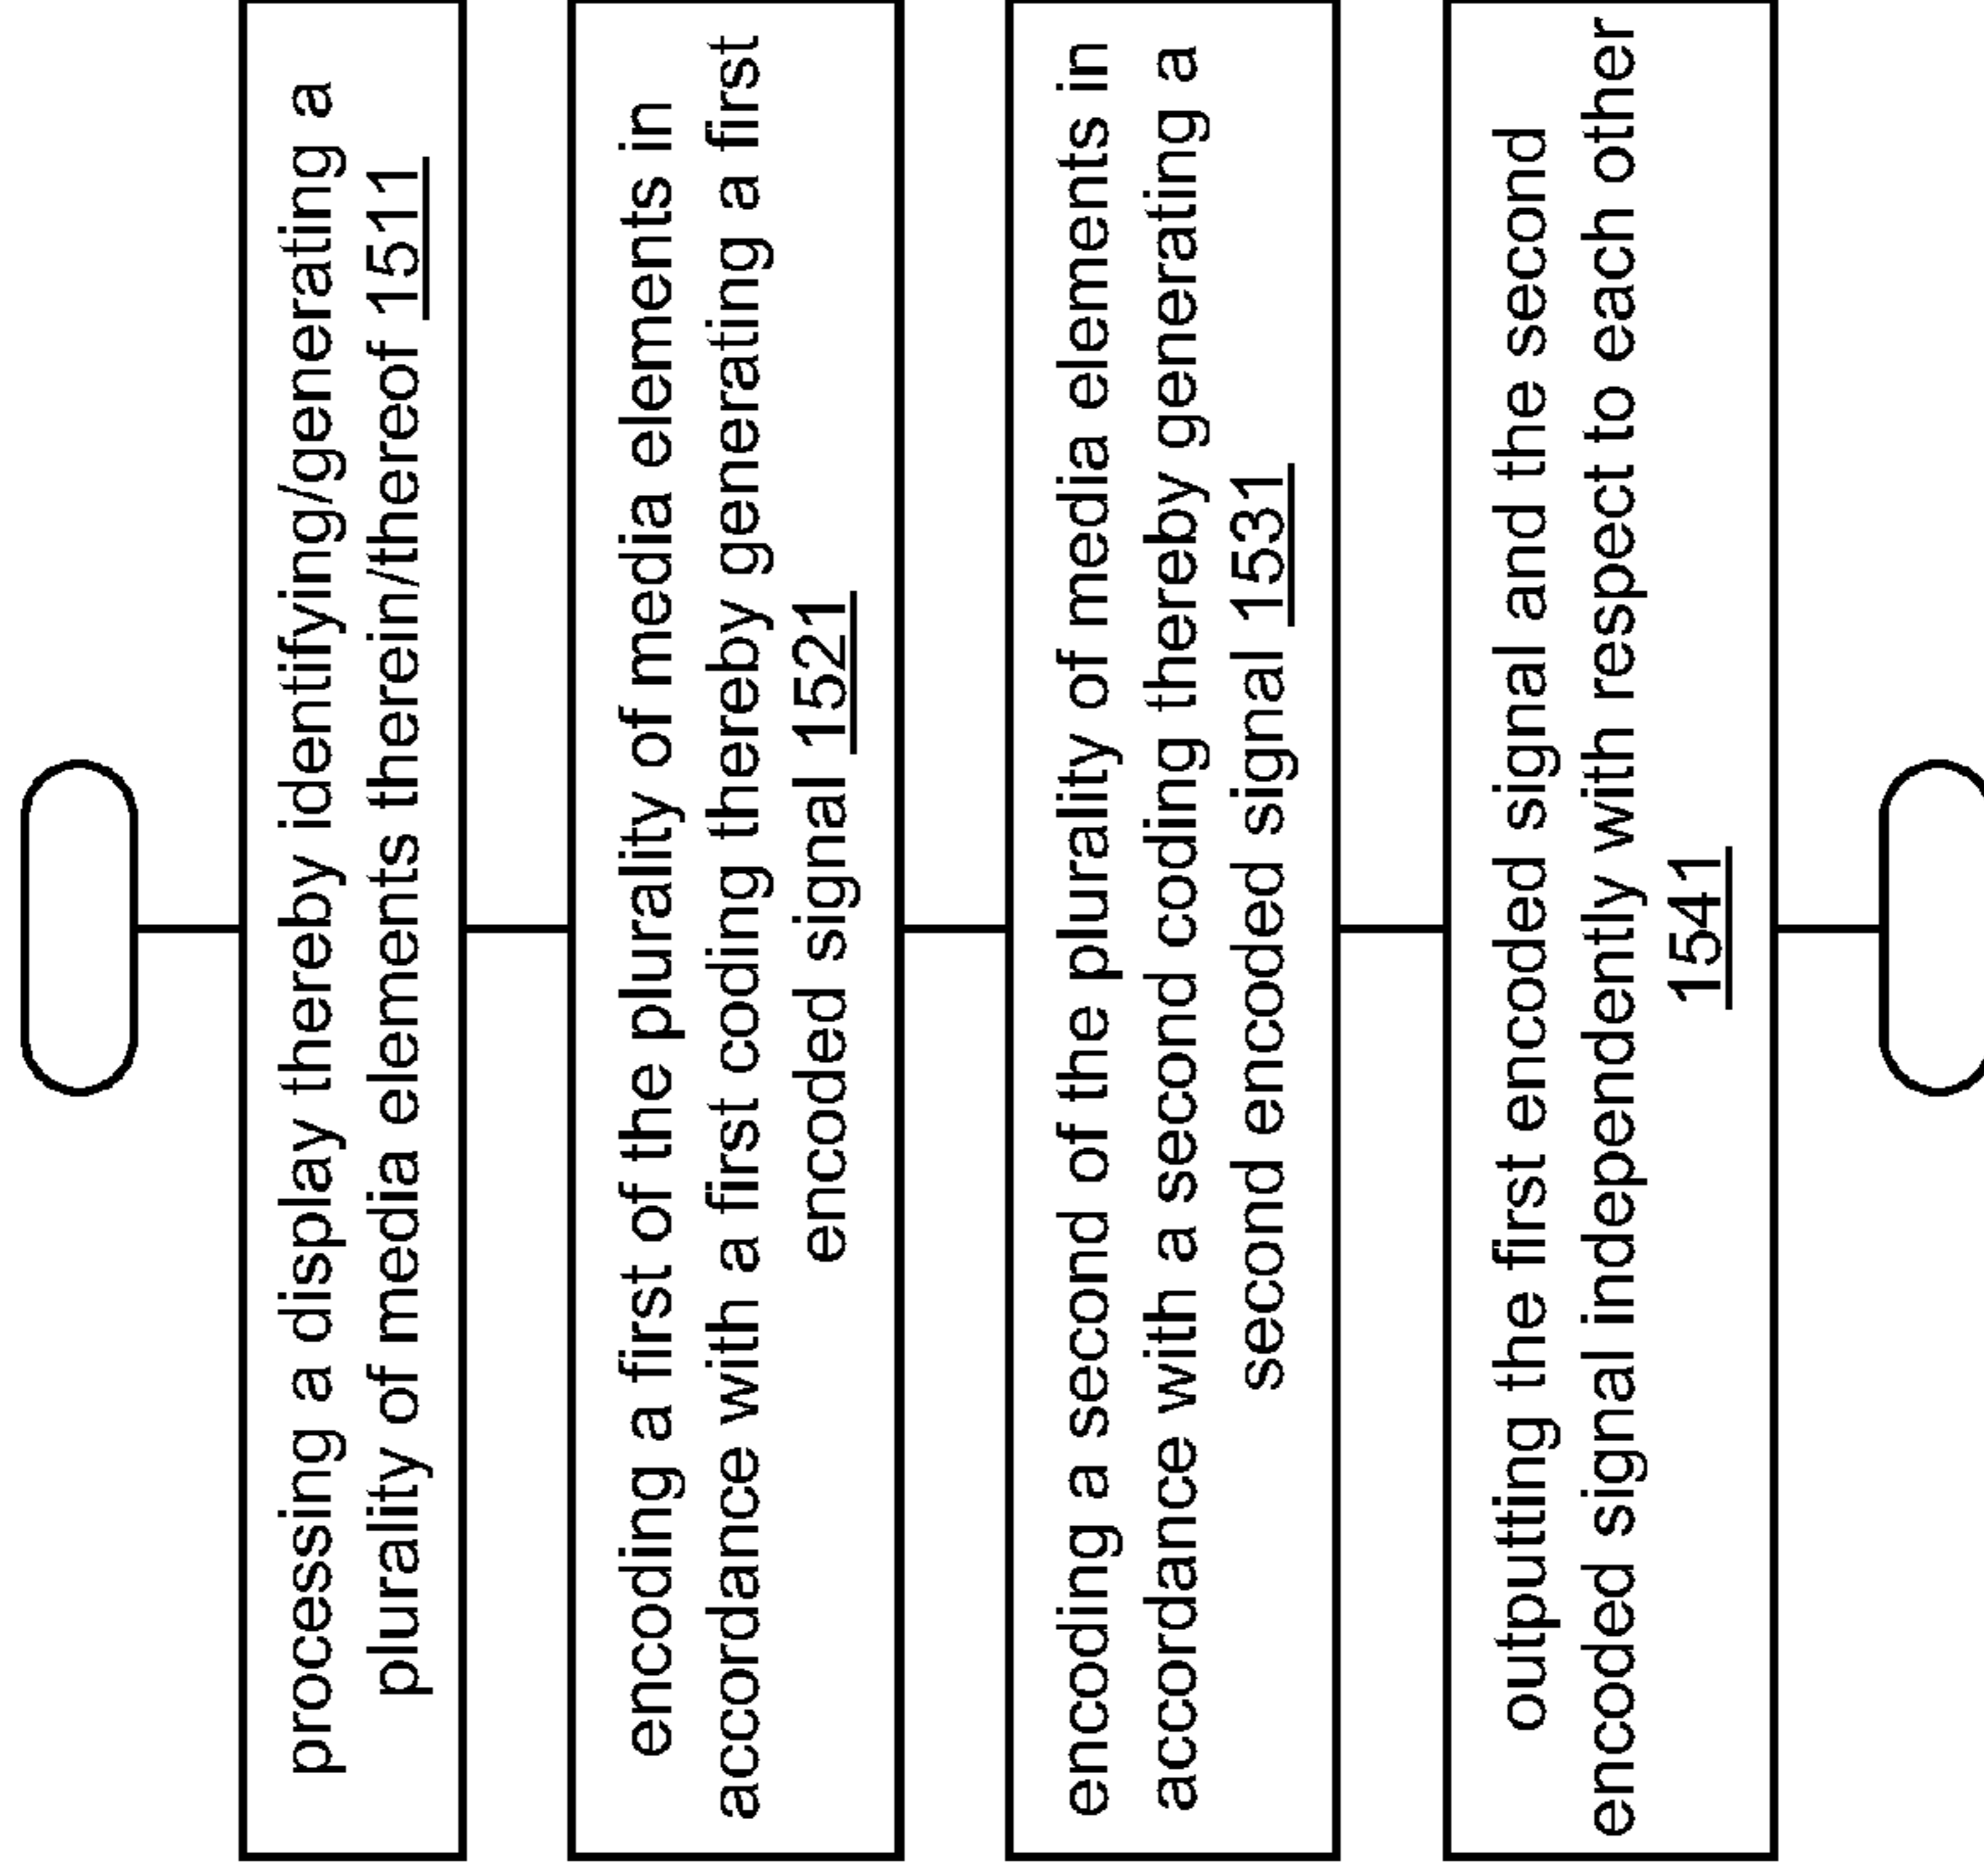 processing a display thereby identifying/generating a
plurality of media elements therein/thereof 1511
encoding a first of the plurality of media elements in
accordance with a first coding thereby generating a first
encoded signal 1521
encoding a second of the plurality of media elements in
accordance with a second coding thereby generating a
second encoded signal 1531
outputting the first encoded signal and the second
encoded signal independently with respect to each other
1541